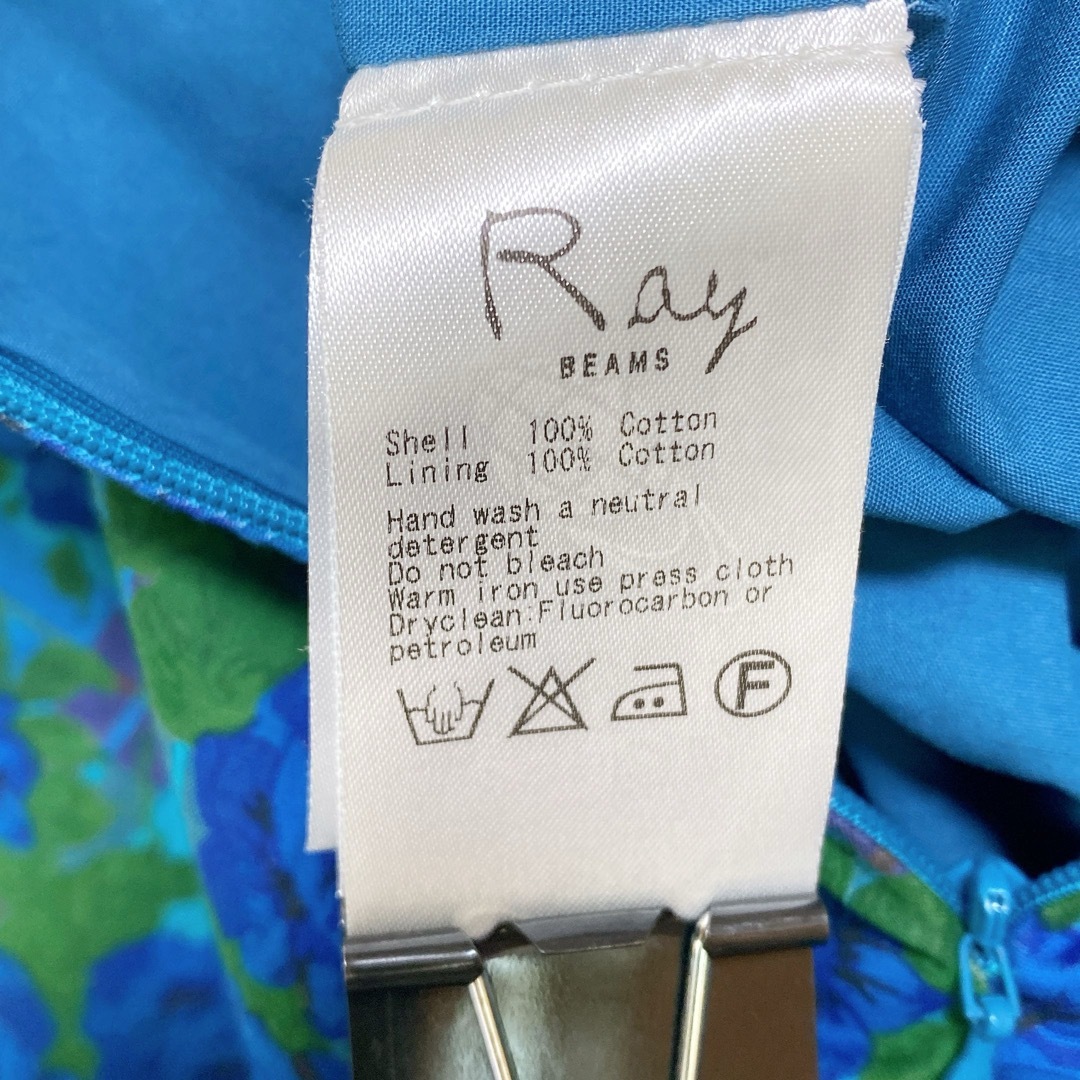 Ray
BEAMS
Shell 100% Cotton
Lining 100% Cotton
Hand wash a neutral
detergent
Do not bleach
Warm iron use press cloth
Dryclean:Fluorocarbon or
petroleum
F